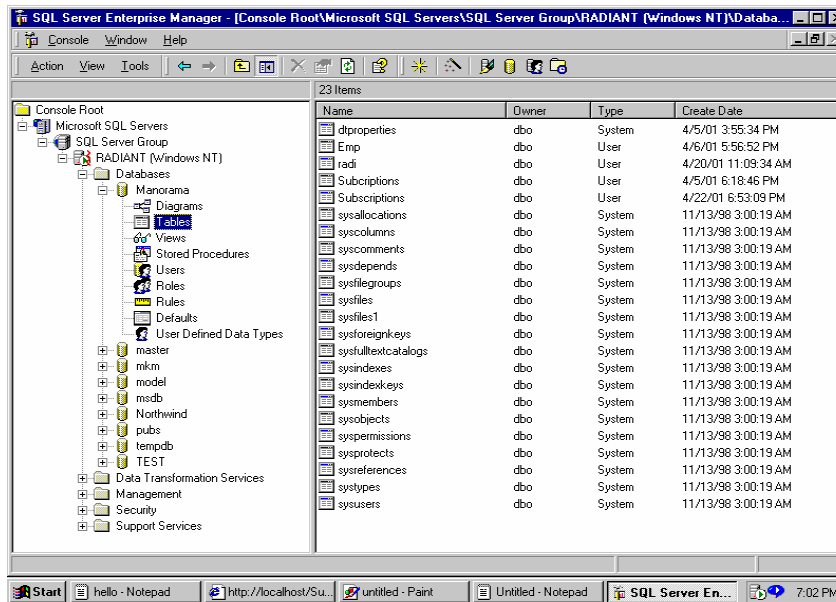 SQL Server Enterprise Manager - [Console Root\Microsoft SQL Servers\SQL Server Group\RADIANT (Windows NT)\Databa...
Console Window Help
Action View Tools
23 Items
Console Root
Microsoft SQL Servers
SQL Server Group
RADIANT (Windows NT)
Databases
Manorama
Diagrams
Tables
Views
Stored Procedures
Users
Roles
Rules
Defaults
User Defined Data Types
master
mkm
model
msdb
Northwind
pubs
tempdb
TEST
Data Transformation Services
Management
Security
Support Services
Name Owner Type Create Date
dtproperties dbo System 4/5/01 3:55:34 PM
Emp dbo User 4/6/01 5:56:52 PM
radi dbo User 4/20/01 11:09:34 AM
Subcriptions dbo User 4/5/01 6:18:46 PM
Subscriptions dbo User 4/22/01 6:53:09 PM
sysallocations dbo System 11/13/98 3:00:19 AM
syscolumns dbo System 11/13/98 3:00:19 AM
syscomments dbo System 11/13/98 3:00:19 AM
sysdepends dbo System 11/13/98 3:00:19 AM
sysfilegroups dbo System 11/13/98 3:00:19 AM
sysfiles dbo System 11/13/98 3:00:19 AM
sysfiles1 dbo System 11/13/98 3:00:19 AM
sysforeignkeys dbo System 11/13/98 3:00:19 AM
sysfulltextcatalogs dbo System 11/13/98 3:00:19 AM
sysindexes dbo System 11/13/98 3:00:19 AM
sysindexkeys dbo System 11/13/98 3:00:19 AM
sysmembers dbo System 11/13/98 3:00:19 AM
sysobjects dbo System 11/13/98 3:00:19 AM
syspermissions dbo System 11/13/98 3:00:19 AM
sysprotects dbo System 11/13/98 3:00:19 AM
sysreferences dbo System 11/13/98 3:00:19 AM
systypes dbo System 11/13/98 3:00:19 AM
sysusers dbo System 11/13/98 3:00:19 AM
Start hello - Notepad http://localhost/Su... untitled - Paint Untitled - Notepad SQL Server En... 7:02 PM